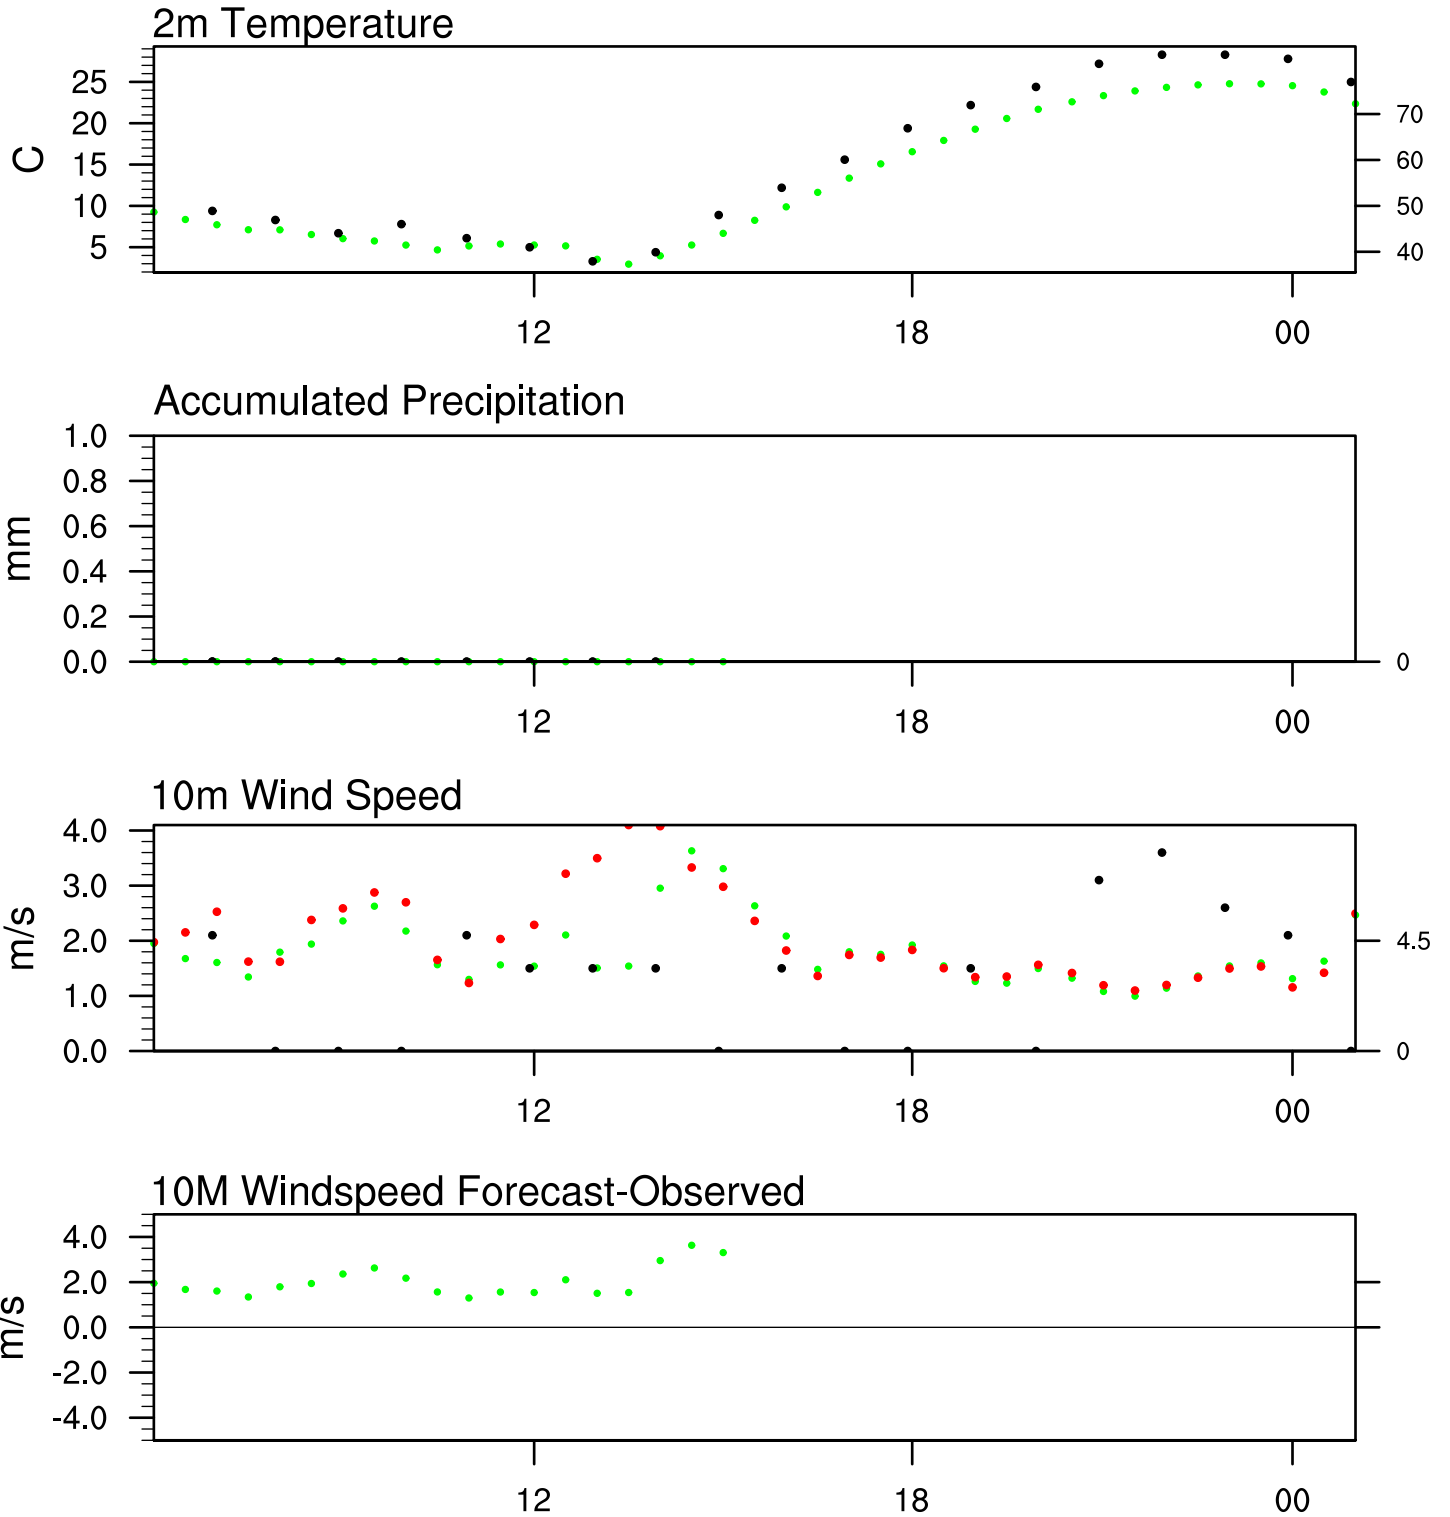 2m Temperature
C
25
20
15
10
5
70
60
50
40
12 18 00
Accumulated Precipitation
mm
1.0
0.8
0.6
0.4
0.2
0.0
0
12 18 00
10m Wind Speed
m/s
4.0
3.0
2.0
1.0
0.0
4.5
0
12 18 00
10M Windspeed Forecast-Observed
m/s
4.0
2.0
0.0
-2.0
-4.0
12 18 00